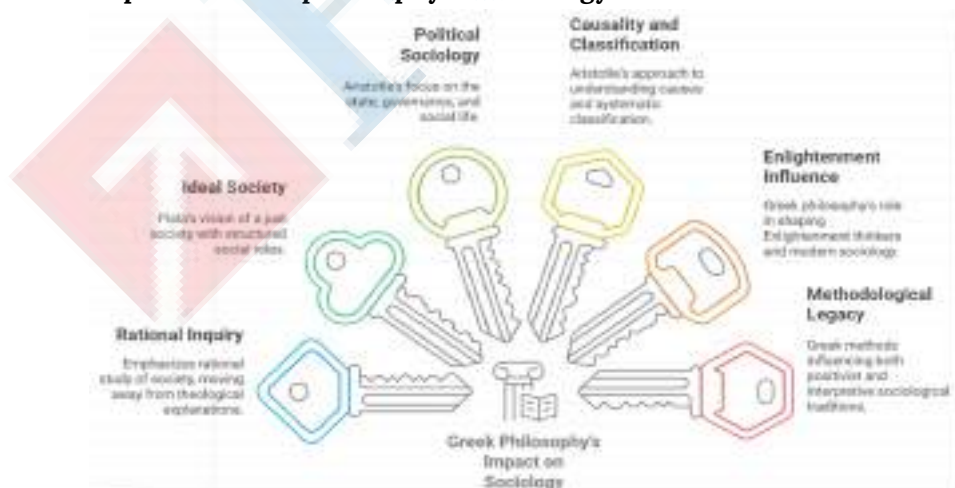 Political
Sociology
Aristotle's focus on the
state, governance, and
social life.
Causality and
Classification
Aristotle's approach to
understanding causes
and systematic
classification.
Ideal Society
Plato's vision of a just
society with structured
social roles.
Enlightenment
Influence
Greek philosophy's role
in shaping
Enlightenment thinkers
and modern sociology.
Rational Inquiry
Emphasizes rational
study of society, moving
away from theological
explanations.
Methodological
Legacy
Greek methods
influencing both
positivist and
interpretive sociological
traditions.
Greek Philosophy's
Impact on
Sociology